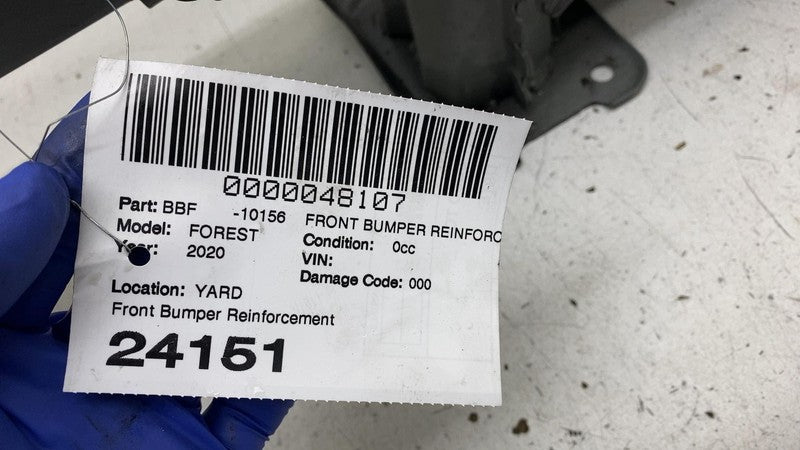 0000048107
Part: BBF -10156 FRONT BUMPER REINFORC
Model: FOREST Condition: 0cc
Year: 2020 VIN:
Damage Code: 000
Location: YARD
Front Bumper Reinforcement
24151